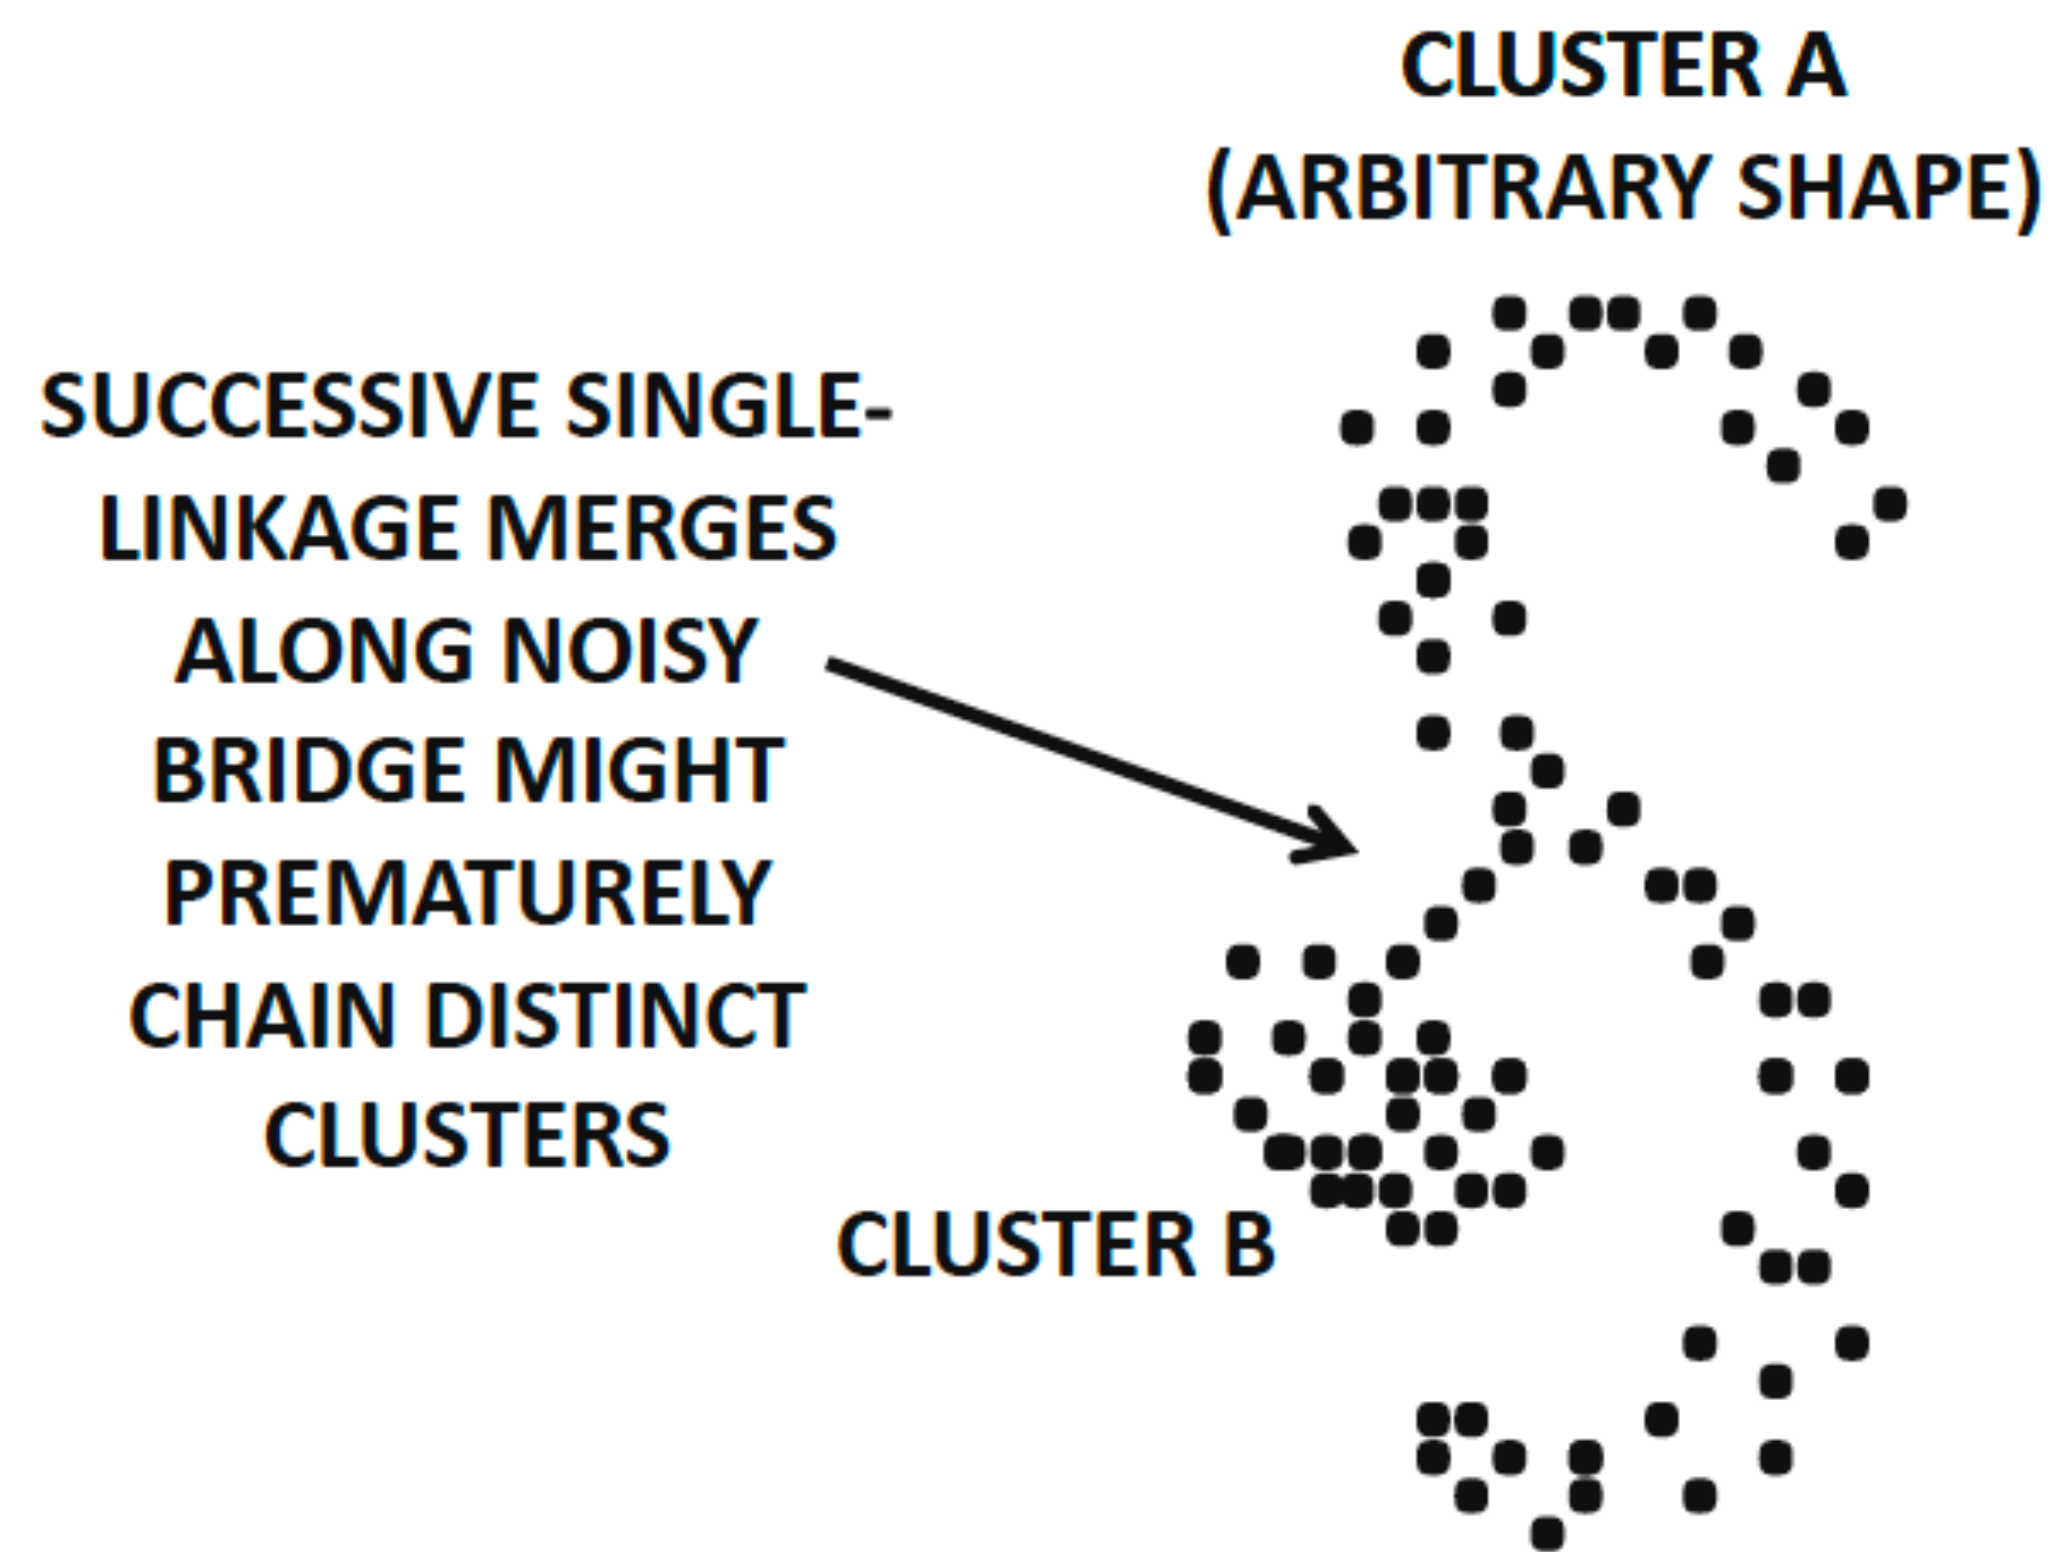 CLUSTER A
(ARBITRARY SHAPE)
SUCCESSIVE SINGLE-
LINKAGE MERGES
ALONG NOISY
BRIDGE MIGHT
PREMATURELY
CHAIN DISTINCT
CLUSTERS
CLUSTER B